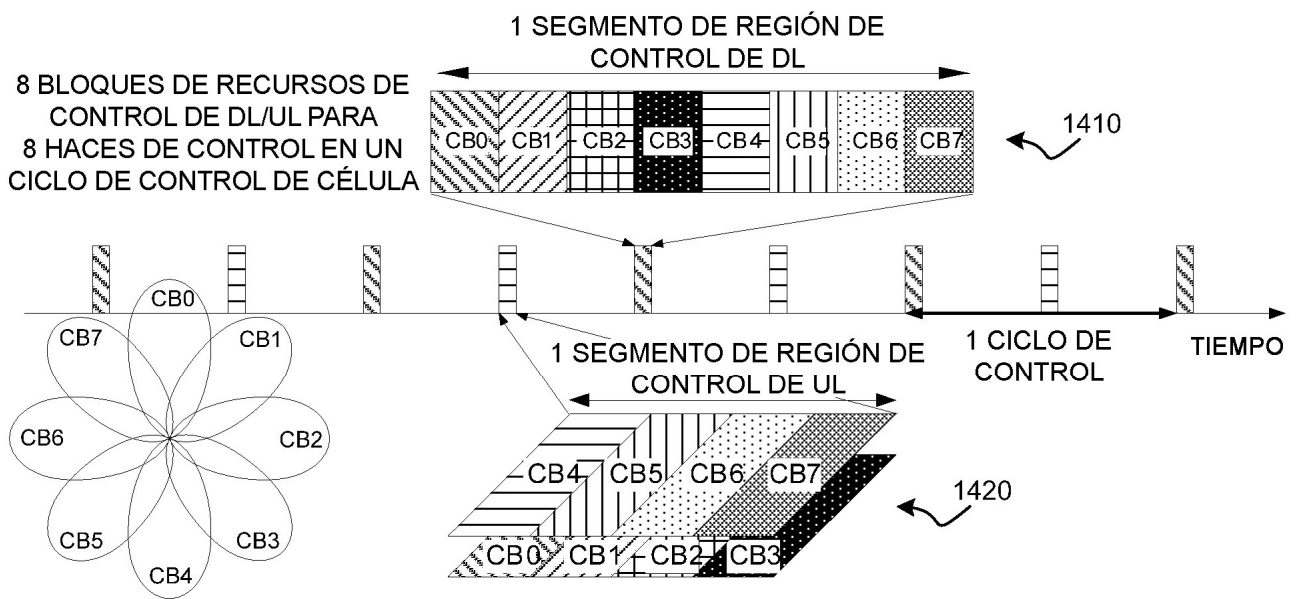 1 SEGMENTO DE REGIÓN DE
CONTROL DE DL
8 BLOQUES DE RECURSOS DE
CONTROL DE DL/UL PARA
8 HACES DE CONTROL EN UN
CICLO DE CONTROL DE CÉLULA
CB0 CB1 CB2 CB3 CB4 CB5 CB6 CB7
1410
CB0
CB1
CB2
CB3
CB4
CB5
CB6
CB7
1 SEGMENTO DE REGIÓN DE
CONTROL DE UL
1 CICLO DE
CONTROL
TIEMPO
CB4 CB5 CB6 CB7
CB0 CB1 CB2 CB3
1420